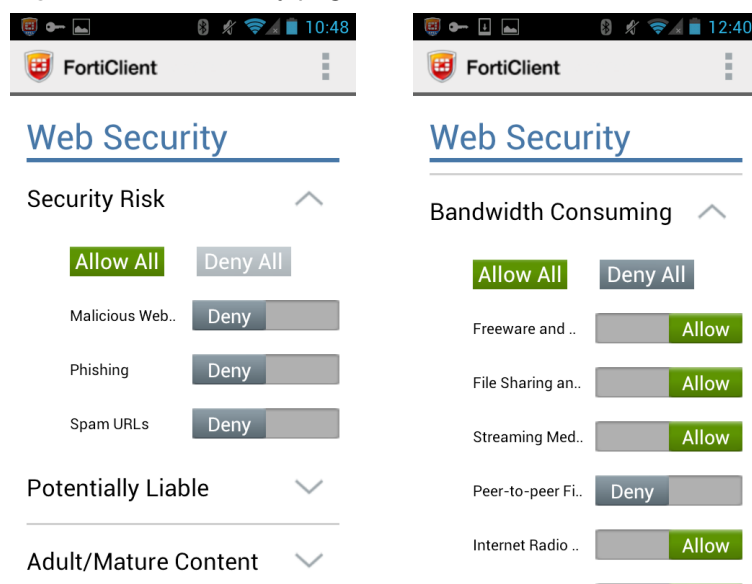 10:48
FortiClient
Web Security
Security Risk
Allow All Deny All
Malicious Web.. Deny
Phishing Deny
Spam URLs Deny
Potentially Liable
Adult/Mature Content
12:40
FortiClient
Web Security
Bandwidth Consuming
Allow All Deny All
Freeware and .. Allow
File Sharing an.. Allow
Streaming Med.. Allow
Peer-to-peer Fi.. Deny
Internet Radio .. Allow